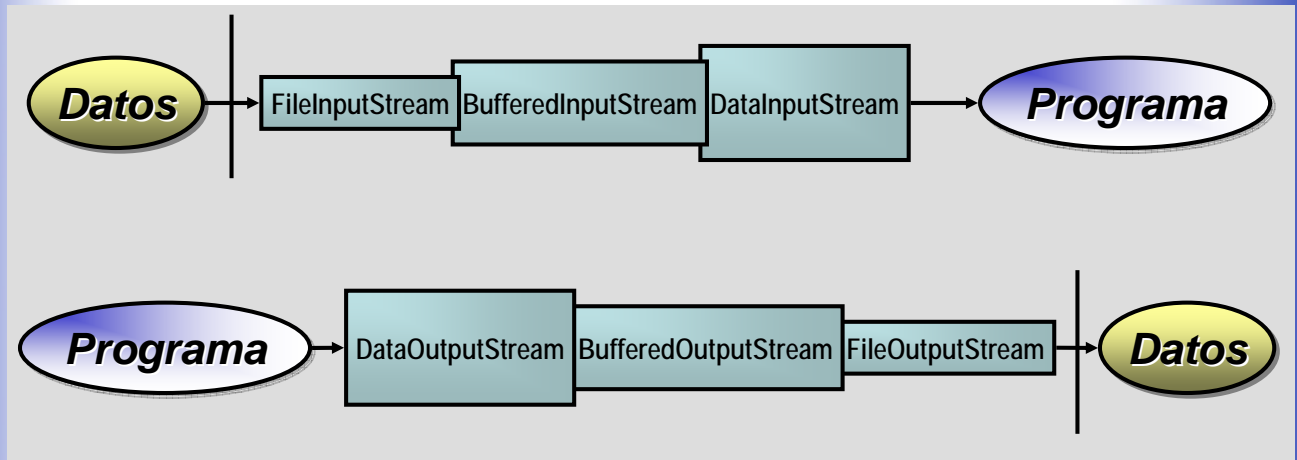 Datos FileInputStream BufferedInputStream DataInputStream Programa
Programa DataOutputStream BufferedOutputStream FileOutputStream Datos